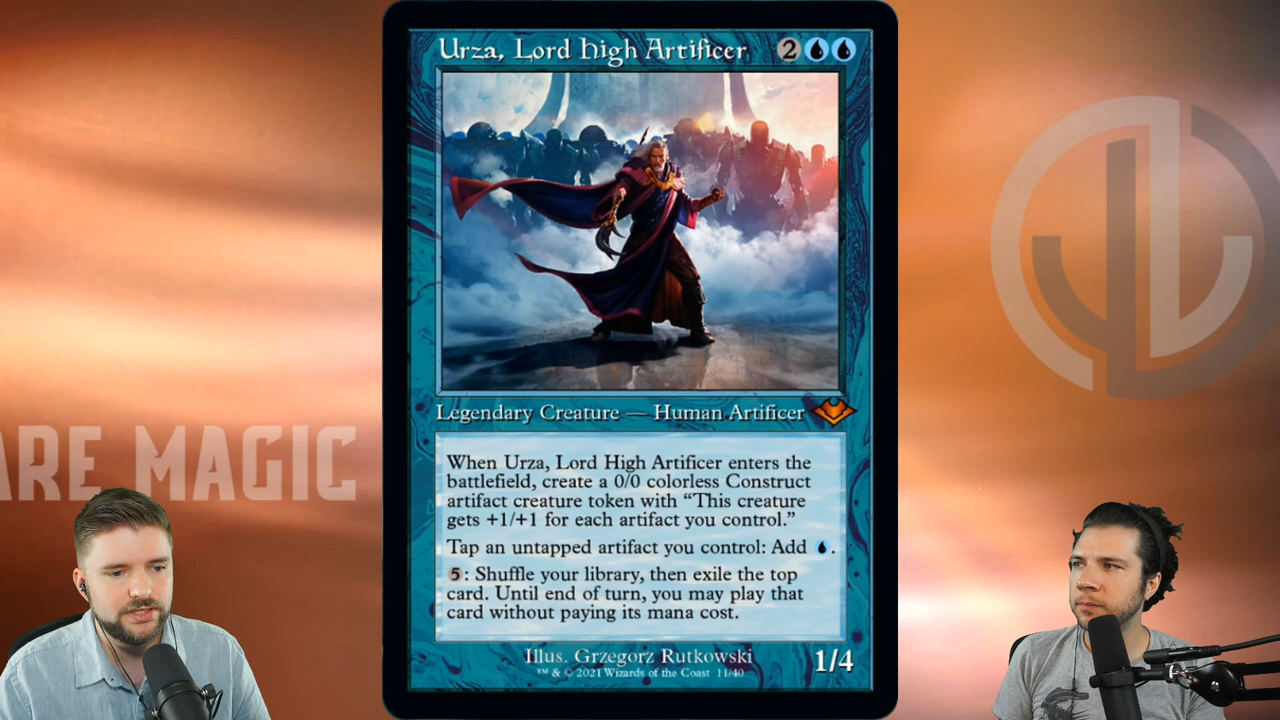 Urza, Lord High Artificer 2
Legendary Creature — Human Artificer
When Urza, Lord High Artificer enters the
battlefield, create a 0/0 colorless Construct
artifact creature token with “This creature
gets +1/+1 for each artifact you control.”
Tap an untapped artifact you control: Add .
5: Shuffle your library, then exile the top
card. Until end of turn, you may play that
card without paying its mana cost.
Illus. Grzegorz Rutkowski
™ & © 2021 Wizards of the Coast 11/40
1/4
ARE MAGIC